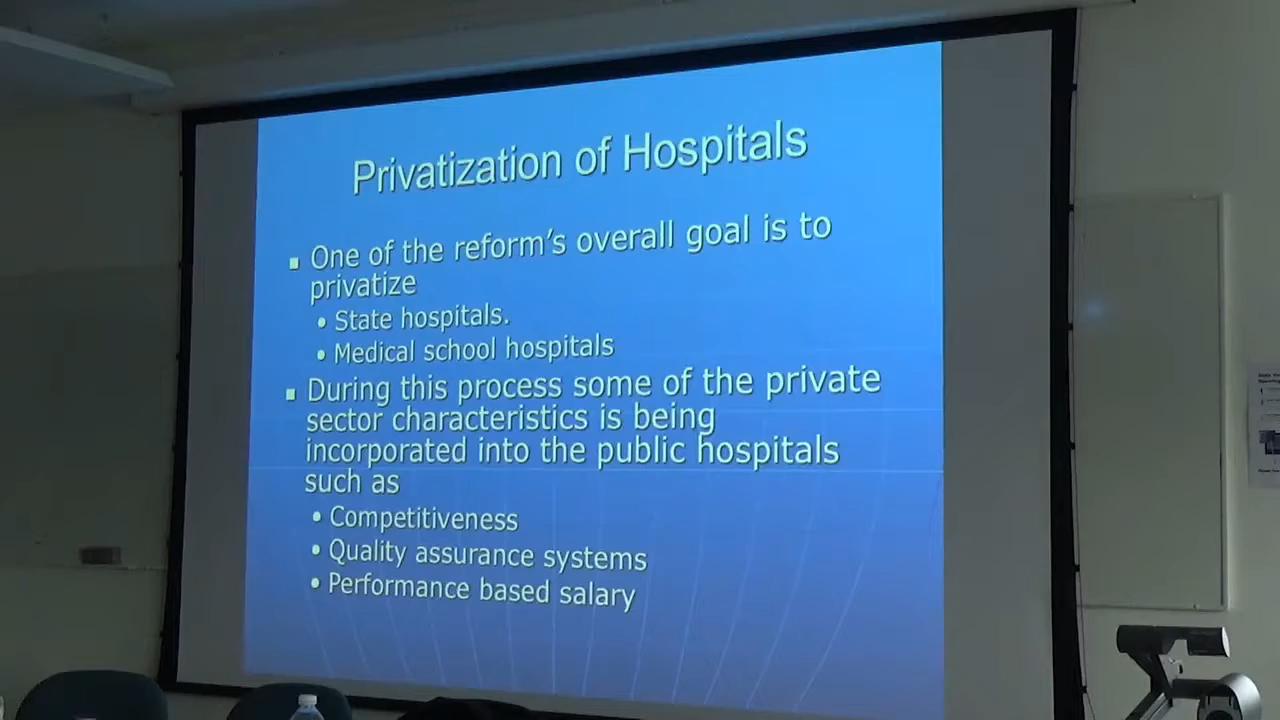 Privatization of Hospitals
▪ One of the reform's overall goal is to
privatize
• State hospitals.
• Medical school hospitals
▪ During this process some of the private
sector characteristics is being
incorporated into the public hospitals
such as
• Competitiveness
• Quality assurance systems
• Performance based salary